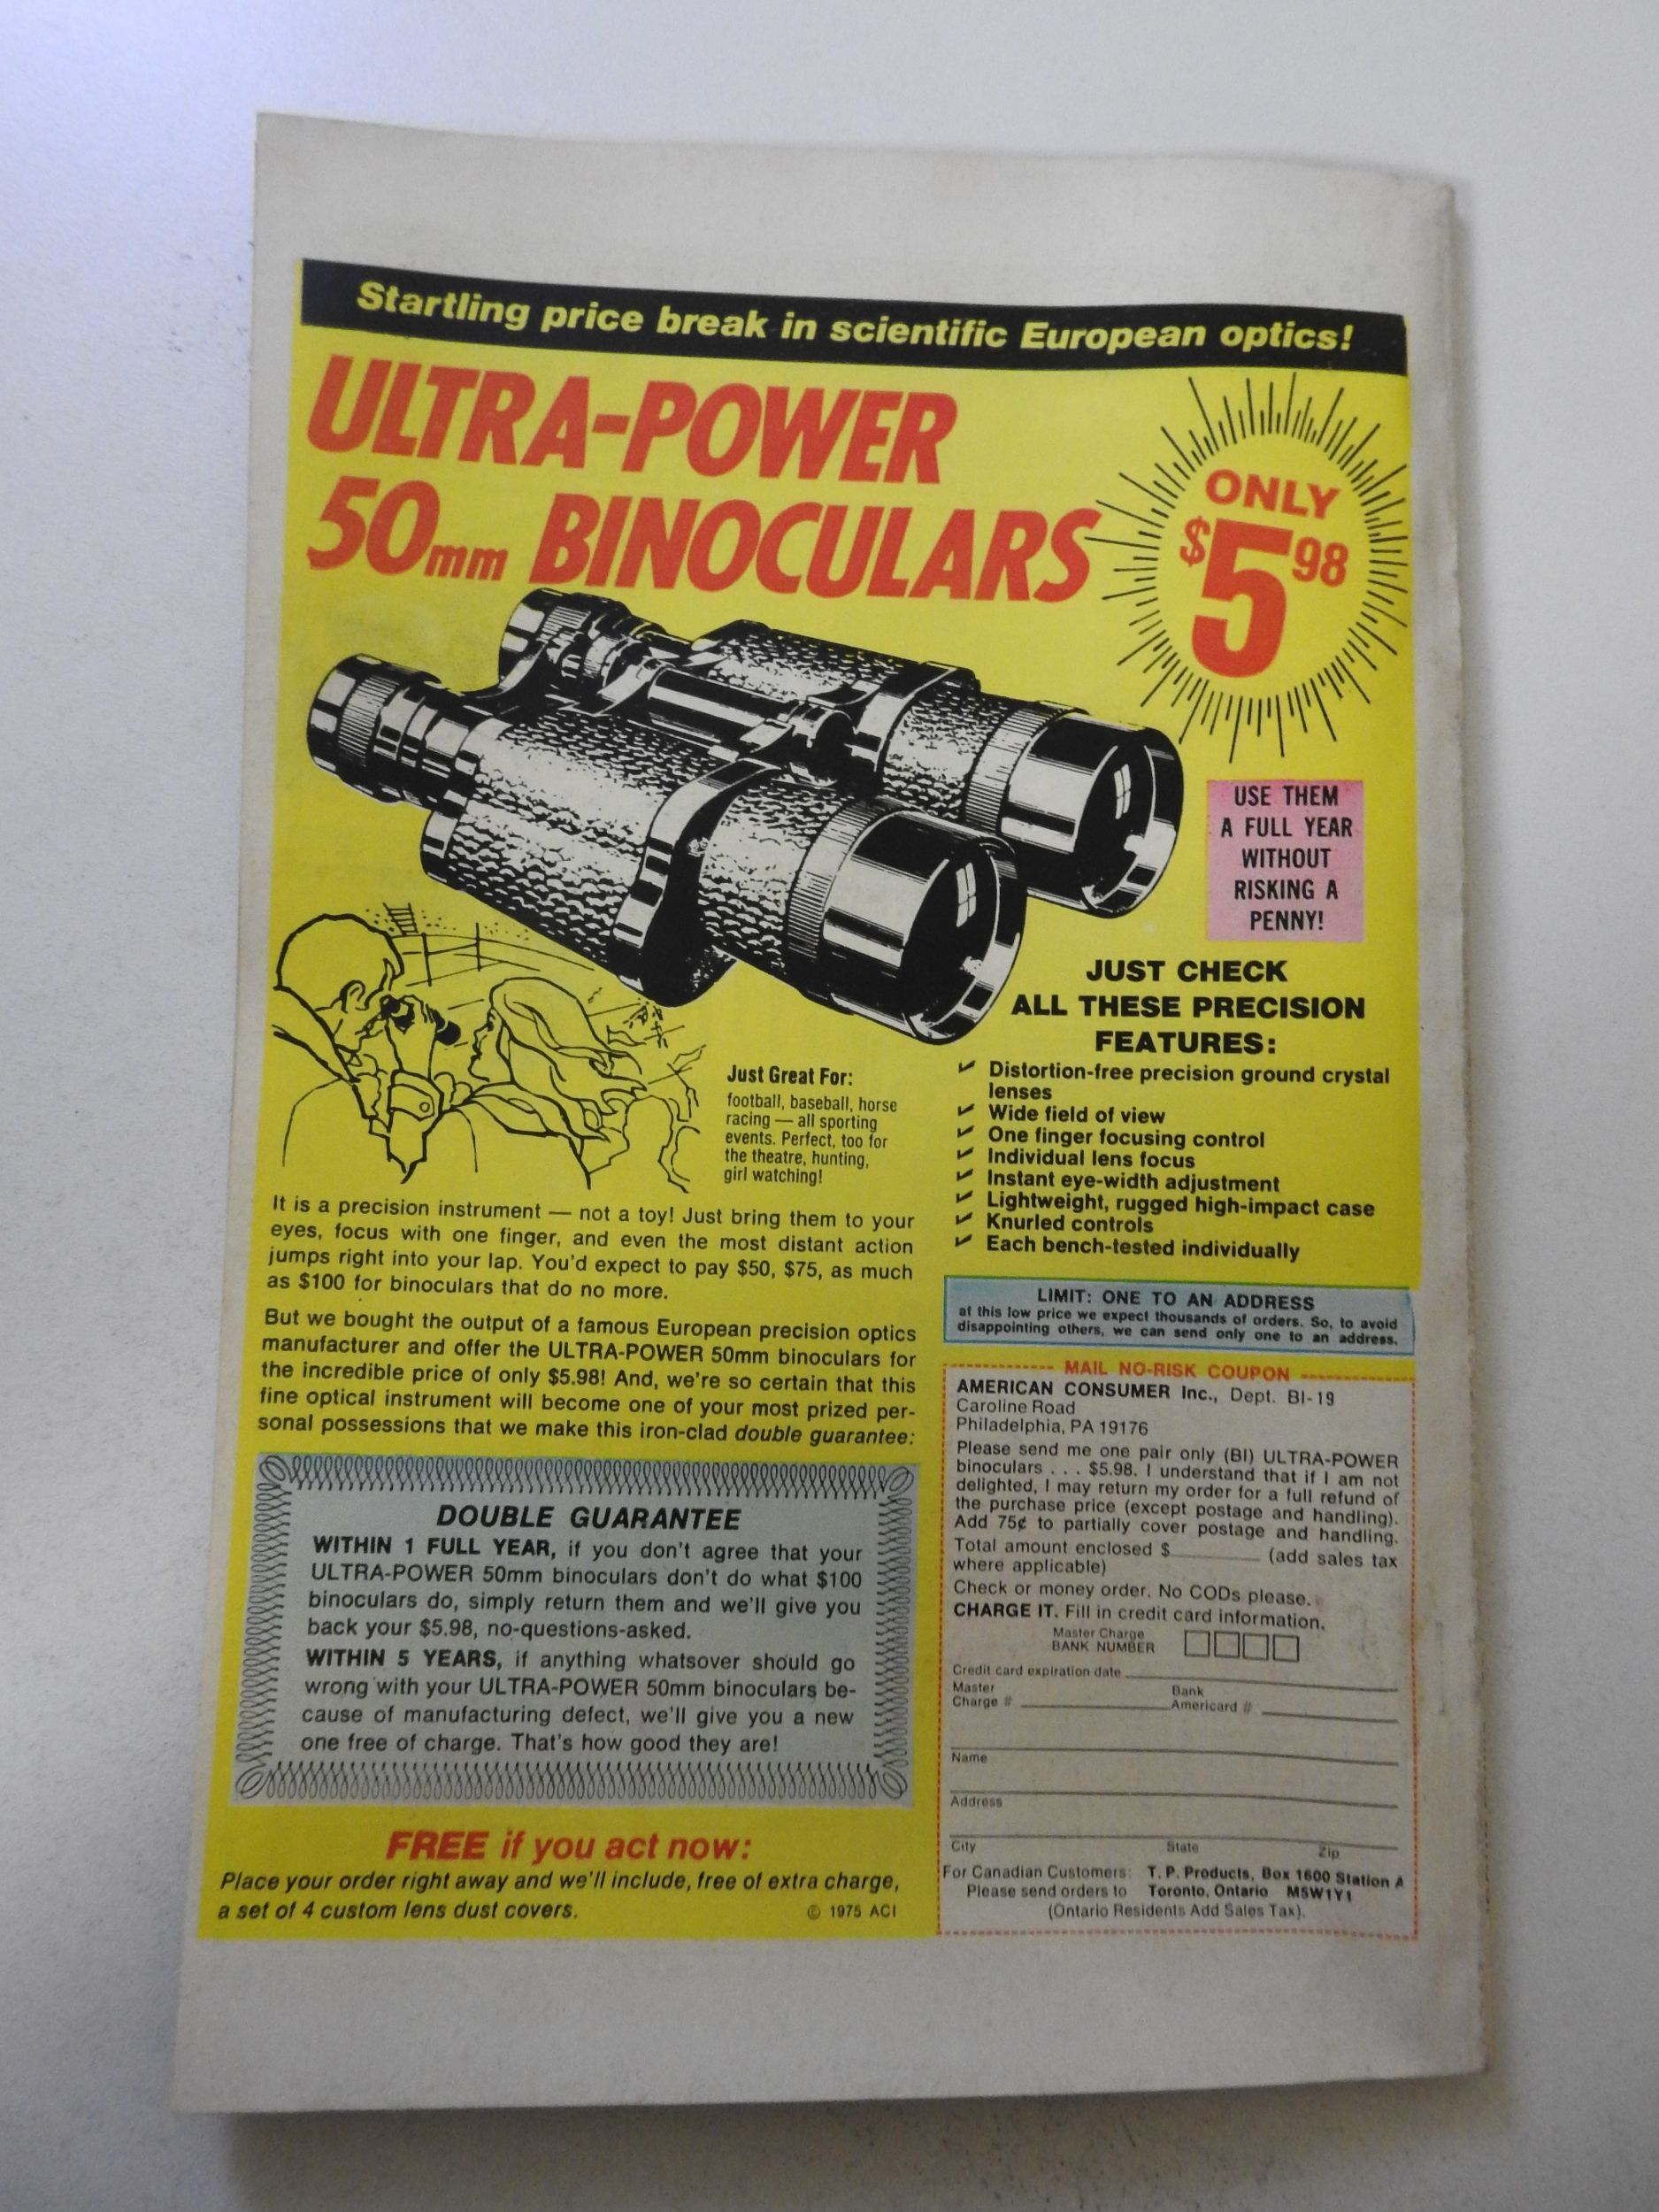 Startling price break in scientific European optics!
ULTRA-POWER
50mm BINOCULARS
ONLY
$5 98
USE THEM
A FULL YEAR
WITHOUT
RISKING A
PENNY!
JUST CHECK
ALL THESE PRECISION
FEATURES:
✓ Distortion-free precision ground crystal
lenses
✓ Wide field of view
✓ One finger focusing control
✓ Individual lens focus
✓ Instant eye-width adjustment
✓ Lightweight, rugged high-impact case
✓ Knurled controls
✓ Each bench-tested individually
Just Great For:
football, baseball, horse
racing — all sporting
events. Perfect, too for
the theatre, hunting,
girl watching!
It is a precision instrument — not a toy! Just bring them to your
eyes, focus with one finger, and even the most distant action
jumps right into your lap. You'd expect to pay $50, $75, as much
as $100 for binoculars that do no more.
But we bought the output of a famous European precision optics
manufacturer and offer the ULTRA-POWER 50mm binoculars for
the incredible price of only $5.98! And, we're so certain that this
fine optical instrument will become one of your most prized per-
sonal possessions that we make this iron-clad double guarantee:
DOUBLE GUARANTEE
WITHIN 1 FULL YEAR, if you don't agree that your
ULTRA-POWER 50mm binoculars don't do what $100
binoculars do, simply return them and we'll give you
back your $5.98, no-questions-asked.
WITHIN 5 YEARS, if anything whatsover should go
wrong with your ULTRA-POWER 50mm binoculars be-
cause of manufacturing defect, we'll give you a new
one free of charge. That's how good they are!
FREE if you act now:
Place your order right away and we'll include, free of extra charge,
a set of 4 custom lens dust covers.
© 1975 ACI
LIMIT: ONE TO AN ADDRESS
at this low price we expect thousands of orders. So, to avoid
disappointing others, we can send only one to an address.
MAIL NO-RISK COUPON
AMERICAN CONSUMER Inc., Dept. BI-19
Caroline Road
Philadelphia, PA 19176
Please send me one pair only (BI) ULTRA-POWER
binoculars . . . $5.98. I understand that if I am not
delighted, I may return my order for a full refund of
the purchase price (except postage and handling).
Add 75¢ to partially cover postage and handling.
Total amount enclosed $__________ (add sales tax
where applicable)
Check or money order. No CODs please.
CHARGE IT. Fill in credit card information.
Master Charge
BANK NUMBER
Credit card expiration date
Master
Charge #
Bank
Americard #
Name
Address
City State Zip
For Canadian Customers: T. P. Products, Box 1600 Station A
Please send orders to Toronto, Ontario M5W1Y1
(Ontario Residents Add Sales Tax).